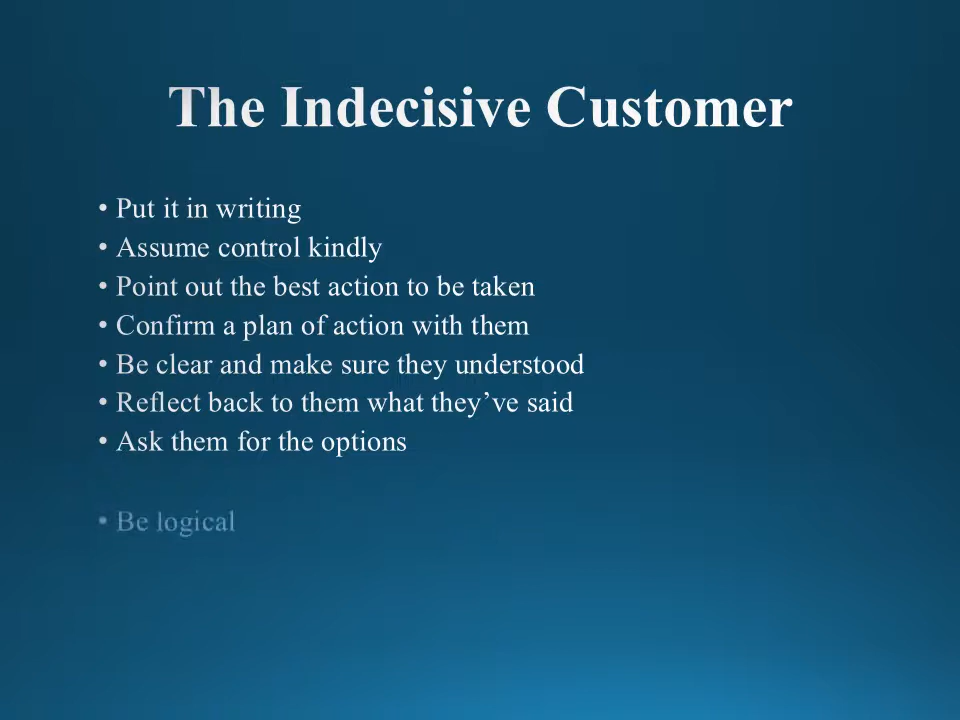 The Indecisive Customer
• Put it in writing
• Assume control kindly
• Point out the best action to be taken
• Confirm a plan of action with them
• Be clear and make sure they understood
• Reflect back to them what they’ve said
• Ask them for the options
• Be logical